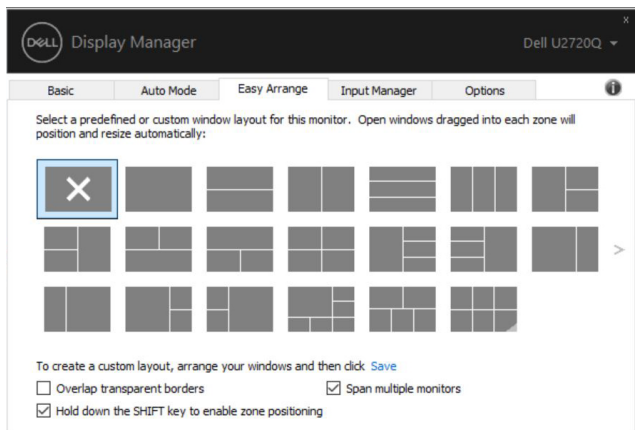 x
DELL Display Manager Dell U2720Q
Basic Auto Mode Easy Arrange Input Manager Options
Select a predefined or custom window layout for this monitor. Open windows dragged into each zone will
position and resize automatically:
>
To create a custom layout, arrange your windows and then click Save
Overlap transparent borders Span multiple monitors
Hold down the SHIFT key to enable zone positioning